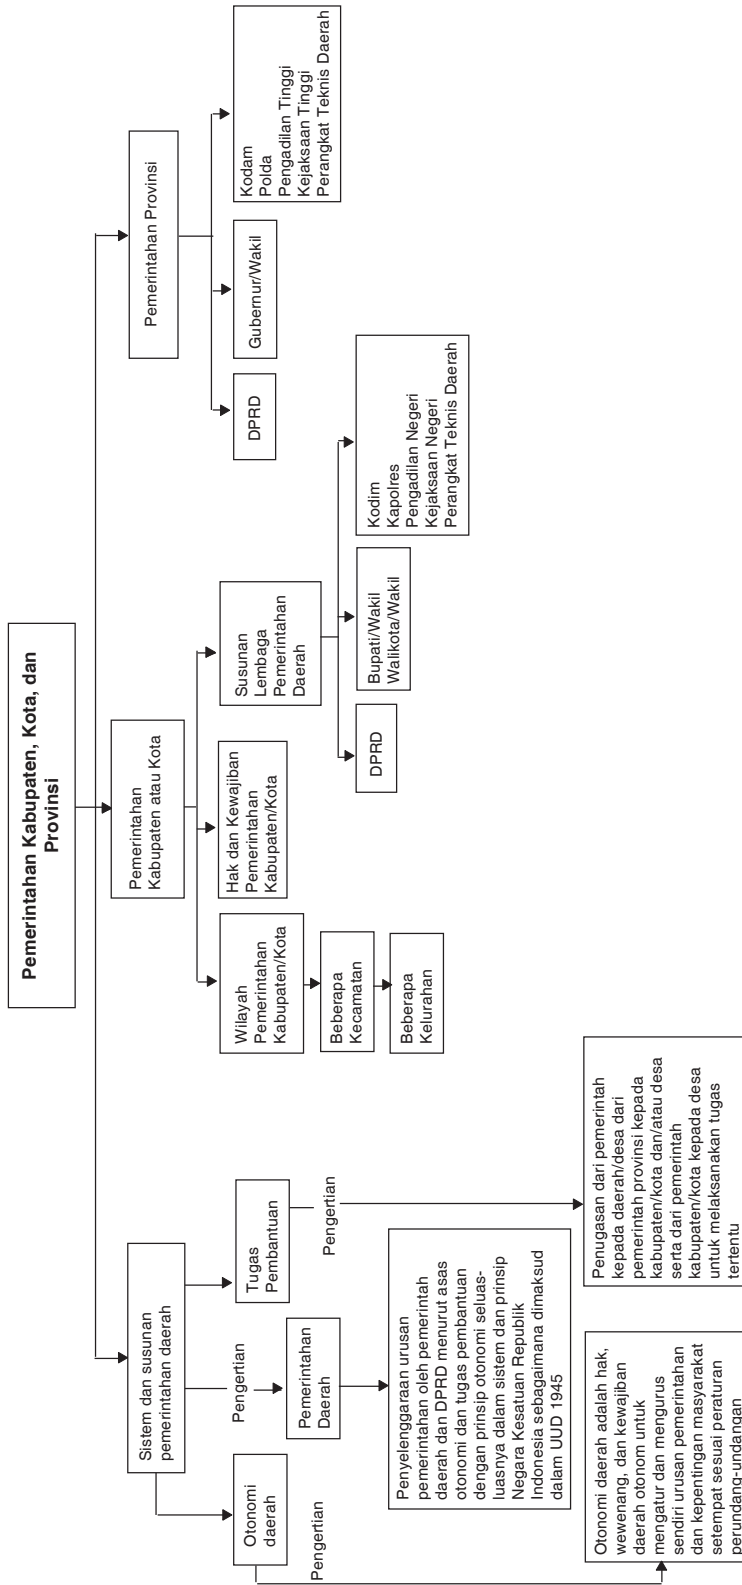 Pemerintahan Kabupaten, Kota, dan
Provinsi
Sistem dan susunan
pemerintahan daerah
Otonomi
daerah
Pengertian
Otonomi daerah adalah hak,
wewenang, dan kewajiban
daerah otonom untuk
mengatur dan mengurus
sendiri urusan pemerintahan
dan kepentingan masyarakat
setempat sesuai peraturan
perundang-undangan
Pengertian
Pemerintahan
Daerah
Penyelenggaraan urusan
pemerintahan oleh pemerintah
daerah dan DPRD menurut asas
otonomi dan tugas pembantuan
dengan prinsip otonomi seluas-
luasnya dalam sistem dan prinsip
Negara Kesatuan Republik
Indonesia sebagaimana dimaksud
dalam UUD 1945
Tugas
Pembantuan
Pengertian
Penugasan dari pemerintah
kepada daerah/desa dari
pemerintah provinsi kepada
kabupaten/kota dan/atau desa
serta dari pemerintah
kabupaten/kota kepada desa
untuk melaksanakan tugas
tertentu
Pemerintahan
Kabupaten atau Kota
Wilayah
Pemerintahan
Kabupaten/Kota
Beberapa
Kecamatan
Beberapa
Kelurahan
Hak dan Kewajiban
Pemerintahan
Kabupaten/Kota
Susunan
Lembaga
Pemerintahan
Daerah
DPRD
Bupati/Wakil
Walikota/Wakil
Kodim
Kapolres
Pengadilan Negeri
Kejaksaan Negeri
Perangkat Teknis Daerah
Pemerintahan Provinsi
DPRD
Gubernur/Wakil
Kodam
Polda
Pengadilan Tinggi
Kejaksaan Tinggi
Perangkat Teknis Daerah